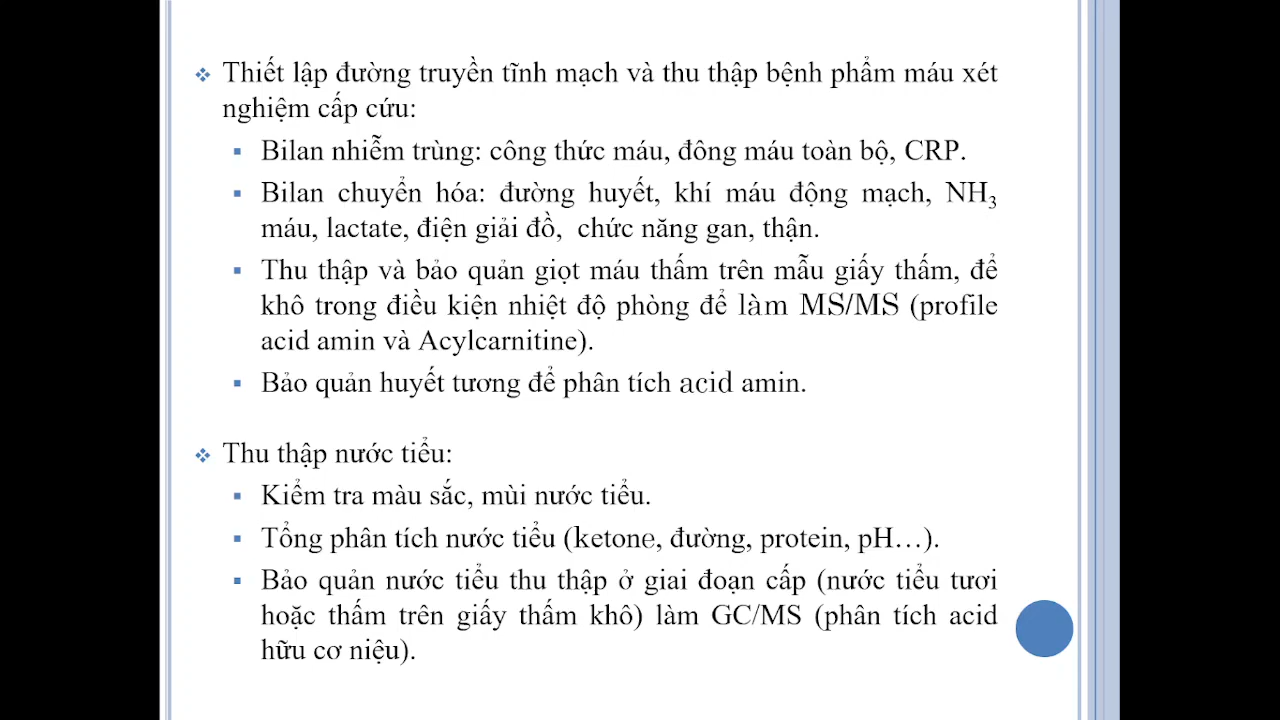 Thiết lập đường truyền tĩnh mạch và thu thập bệnh phẩm máu xét
nghiệm cấp cứu:
Bilan nhiễm trùng: công thức máu, đông máu toàn bộ, CRP.
Bilan chuyển hóa: đường huyết, khí máu động mạch, NH₃
máu, lactate, điện giải đồ, chức năng gan, thận.
Thu thập và bảo quản giọt máu thấm trên mẫu giấy thấm, để
khô trong điều kiện nhiệt độ phòng để làm MS/MS (profile
acid amin và Acylcarnitine).
Bảo quản huyết tương để phân tích acid amin.
Thu thập nước tiểu:
Kiểm tra màu sắc, mùi nước tiểu.
Tổng phân tích nước tiểu (ketone, đường, protein, pH…).
Bảo quản nước tiểu thu thập ở giai đoạn cấp (nước tiểu tươi
hoặc thấm trên giấy thấm khô) làm GC/MS (phân tích acid
hữu cơ niệu).